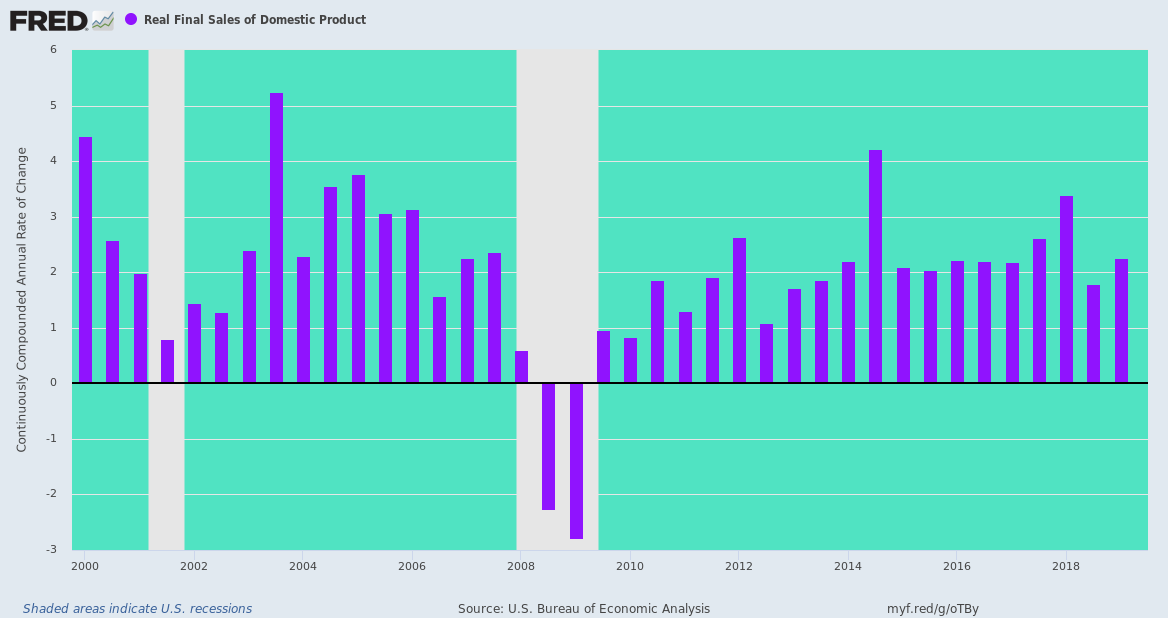 FRED Real Final Sales of Domestic Product
Continuously Compounded Annual Rate of Change
6
5
4
3
2
1
0
-1
-2
-3
2000 2002 2004 2006 2008 2010 2012 2014 2016 2018
Shaded areas indicate U.S. recessions Source: U.S. Bureau of Economic Analysis myf.red/g/oTBy